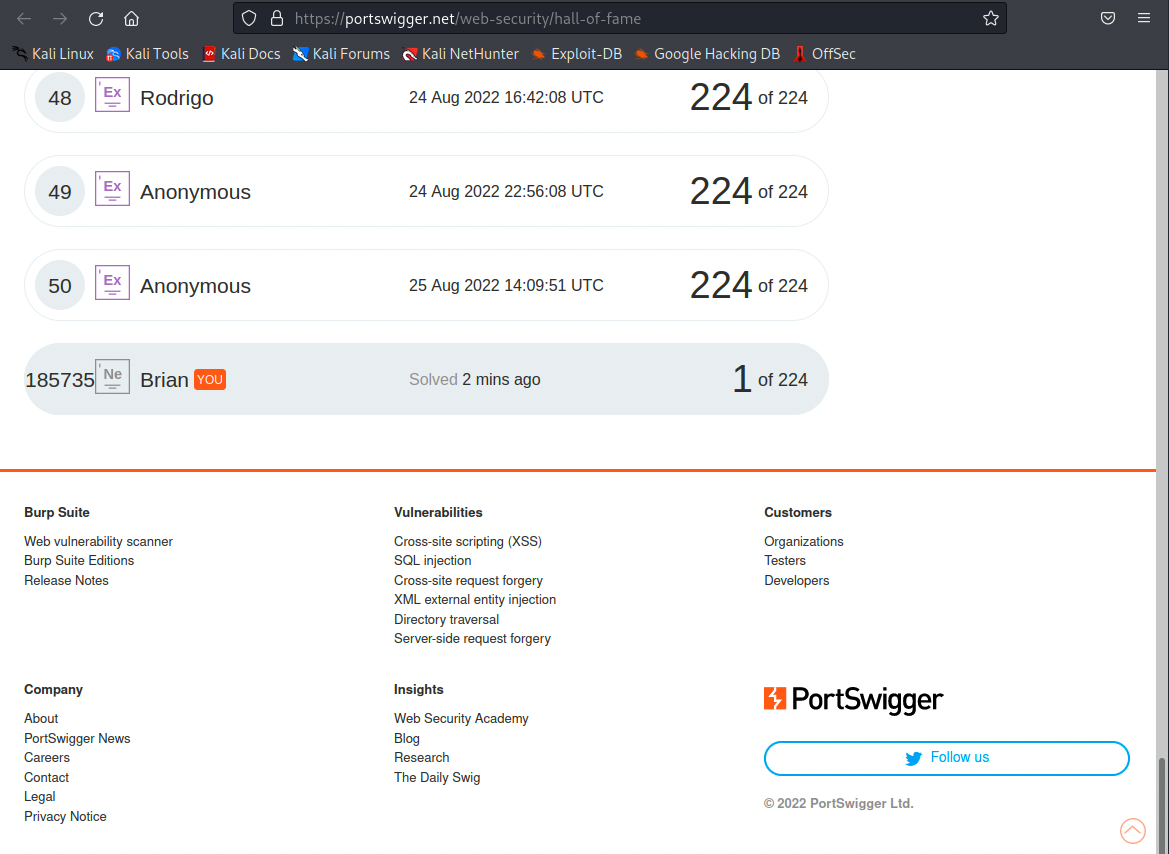 https://portswigger.net/web-security/hall-of-fame
Kali Linux Kali Tools Kali Docs Kali Forums Kali NetHunter Exploit-DB Google Hacking DB OffSec
48 Ex Rodrigo 24 Aug 2022 16:42:08 UTC 224 of 224
49 Ex Anonymous 24 Aug 2022 22:56:08 UTC 224 of 224
50 Ex Anonymous 25 Aug 2022 14:09:51 UTC 224 of 224
185735 Ne Brian YOU Solved 2 mins ago 1 of 224
Burp Suite
Web vulnerability scanner
Burp Suite Editions
Release Notes
Vulnerabilities
Cross-site scripting (XSS)
SQL injection
Cross-site request forgery
XML external entity injection
Directory traversal
Server-side request forgery
Customers
Organizations
Testers
Developers
Company
About
PortSwigger News
Careers
Contact
Legal
Privacy Notice
Insights
Web Security Academy
Blog
Research
The Daily Swig
PortSwigger
Follow us
© 2022 PortSwigger Ltd.